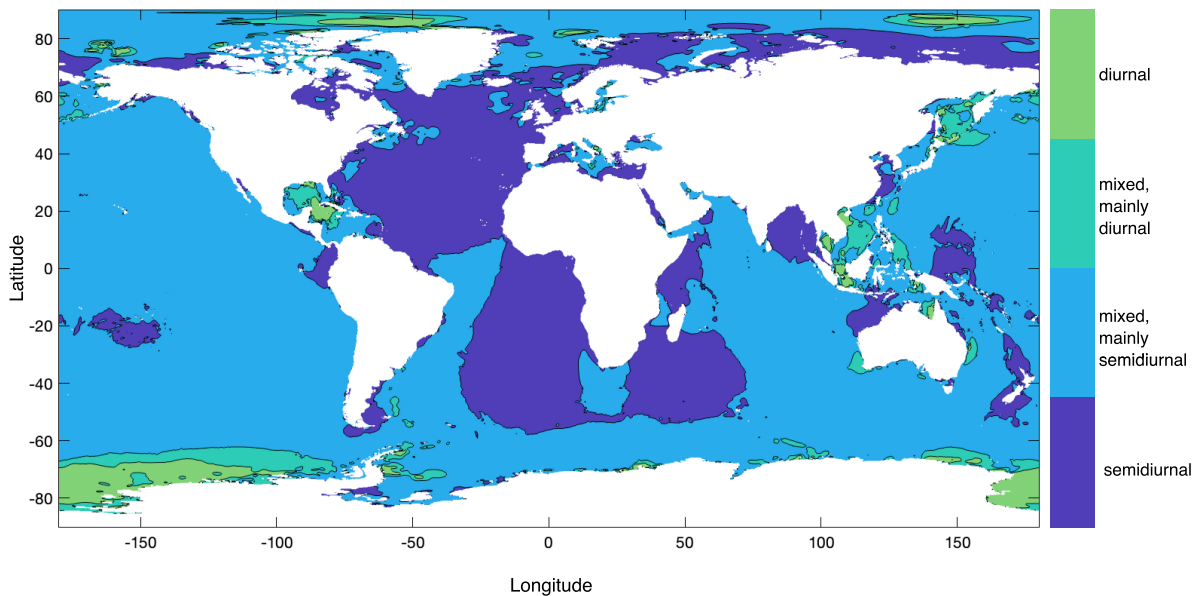 80
60
40
20
0
-20
-40
-60
-80
Latitude
-150
-100
-50
0
50
100
150
Longitude
diurnal
mixed,
mainly
diurnal
mixed,
mainly
semidiurnal
semidiurnal